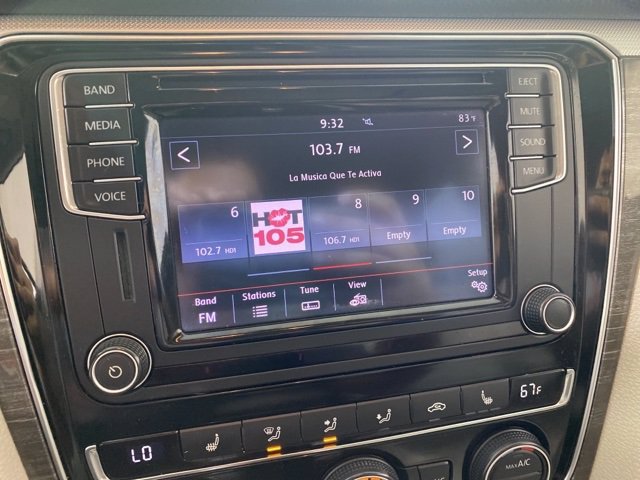 BAND
MEDIA
PHONE
VOICE
EJECT
MUTE
SOUND
MENU
9:32
83°F
<
103.7 FM
>
La Musica Que Te Activa
6
102.7 HD1
HOT
105
8
106.7 HD1
9
Empty
10
Empty
Band
FM
Stations
Tune
View
Setup
LO
67°F
MAX A/C